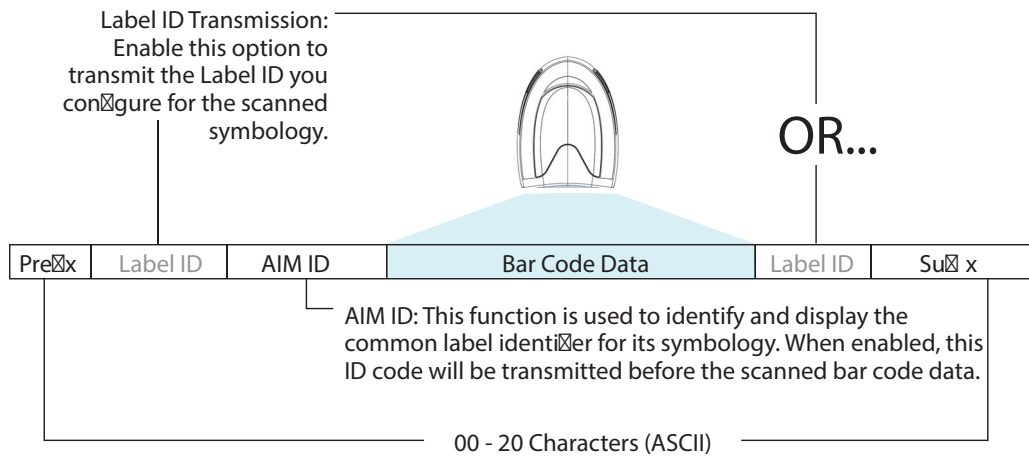 Label ID Transmission:
Enable this option to
transmit the Label ID you
con☒gure for the scanned
symbology.
OR...
Pre☒x Label ID AIM ID Bar Code Data Label ID Su☒ x
AIM ID: This function is used to identify and display the
common label identi☒er for its symbology. When enabled, this
ID code will be transmitted before the scanned bar code data.
00 - 20 Characters (ASCII)